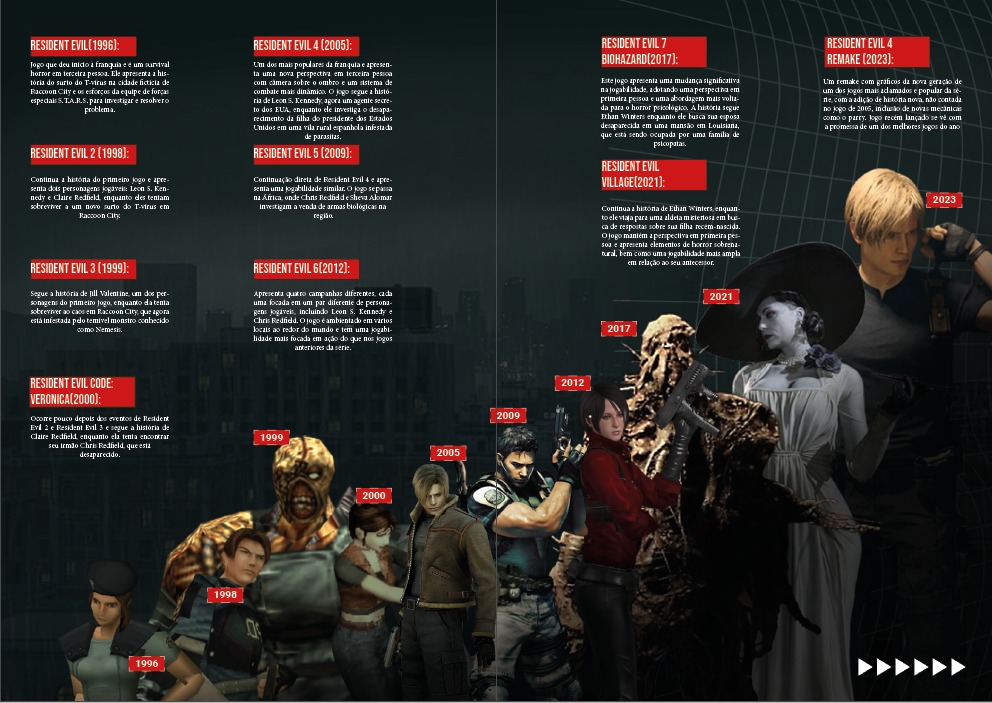 RESIDENT EVIL(1996):
Jogo que deu início à franquia e é um survival
horror em terceira pessoa. Ele apresenta a his-
tória do surto do T-vírus na cidade fictícia de
Raccoon City e os esforços da equipe de forças
especiais S.T.A.R.S. para investigar e resolver o
problema.
RESIDENT EVIL 2 (1998):
Continua a história do primeiro jogo e apre-
senta dois personagens jogáveis: Leon S. Ken-
nedy e Claire Redfield, enquanto eles tentam
sobreviver a um novo surto do T-vírus em
Raccoon City.
RESIDENT EVIL 3 (1999):
Segue a história de Jill Valentine, um dos per-
sonagens do primeiro jogo, enquanto ela tenta
sobreviver ao caos em Raccoon City, que agora
está infestada pelo temível monstro conhecido
como Nemesis.
RESIDENT EVIL CODE:
VERONICA(2000):
Ocorre pouco depois dos eventos de Resident
Evil 2 e Resident Evil 3 e segue a história de
Claire Redfield, enquanto ela tenta encontrar
seu irmão Chris Redfield, que está
desaparecido.
RESIDENT EVIL 4 (2005):
Um dos mais populares da franquia e apresen-
ta uma nova perspectiva em terceira pessoa
com câmera sobre o ombro e um sistema de
combate mais dinâmico. O jogo segue a histó-
ria de Leon S. Kennedy, agora um agente secre-
to dos EUA, enquanto ele investiga o desapa-
recimento da filha do presidente dos Estados
Unidos em uma vila rural espanhola infestada
de parasitas.
RESIDENT EVIL 5 (2009):
Continuação direta de Resident Evil 4 e apre-
senta uma jogabilidade similar. O jogo se passa
na África, onde Chris Redfield e Sheva Alomar
investigam a venda de armas biológicas na
região.
RESIDENT EVIL 6(2012):
Apresenta quatro campanhas diferentes, cada
uma focada em um par diferente de persona-
gens jogáveis, incluindo Leon S. Kennedy e
Chris Redfield. O jogo é ambientado em vários
locais ao redor do mundo e tem uma jogabi-
lidade mais focada em ação do que nos jogos
anteriores da série.
RESIDENT EVIL 7
BIOHAZARD(2017):
Este jogo apresenta uma mudança significativa
na jogabilidade, adotando uma perspectiva em
primeira pessoa e uma abordagem mais volta-
da para o horror psicológico. A história segue
Ethan Winters enquanto ele busca sua esposa
desaparecida em uma mansão em Louisiana,
que está sendo ocupada por uma família de
psicopatas.
RESIDENT EVIL
VILLAGE(2021):
Continua a história de Ethan Winters, enquan-
to ele viaja para uma aldeia misteriosa em bus-
ca de respostas sobre sua filha recém-nascida.
O jogo mantém a perspectiva em primeira pes-
soa e apresenta elementos de horror sobrena-
tural, bem como uma jogabilidade mais ampla
em relação ao seu antecessor.
RESIDENT EVIL 4
REMAKE (2023):
Um remake com gráficos da nova geração de
um dos jogos mais aclamados e popular da sé-
rie, com a adição de história nova, não contada
no jogo de 2005, inclusão de novas mecânicas
como o parry. Jogo recém lançado se vê com
a promessa de um dos melhores jogos do ano
2023
2021
2017
2012
2009
1999
2005
2000
1998
1996